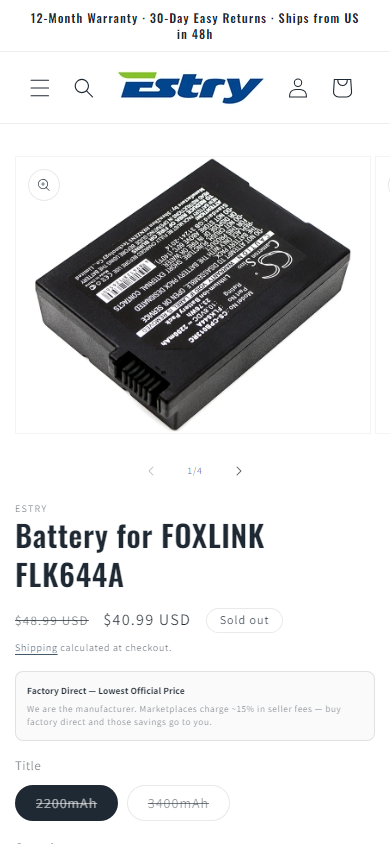 12-Month Warranty · 30-Day Easy Returns · Ships from US
in 48h
Estry
1/4
ESTRY
Battery for FOXLINK
FLK644A
$48.99 USD $40.99 USD Sold out
Shipping calculated at checkout.
Factory Direct — Lowest Official Price
We are the manufacturer. Marketplaces charge ~15% in seller fees — buy
factory direct and those savings go to you.
Title
2200mAh 3400mAh